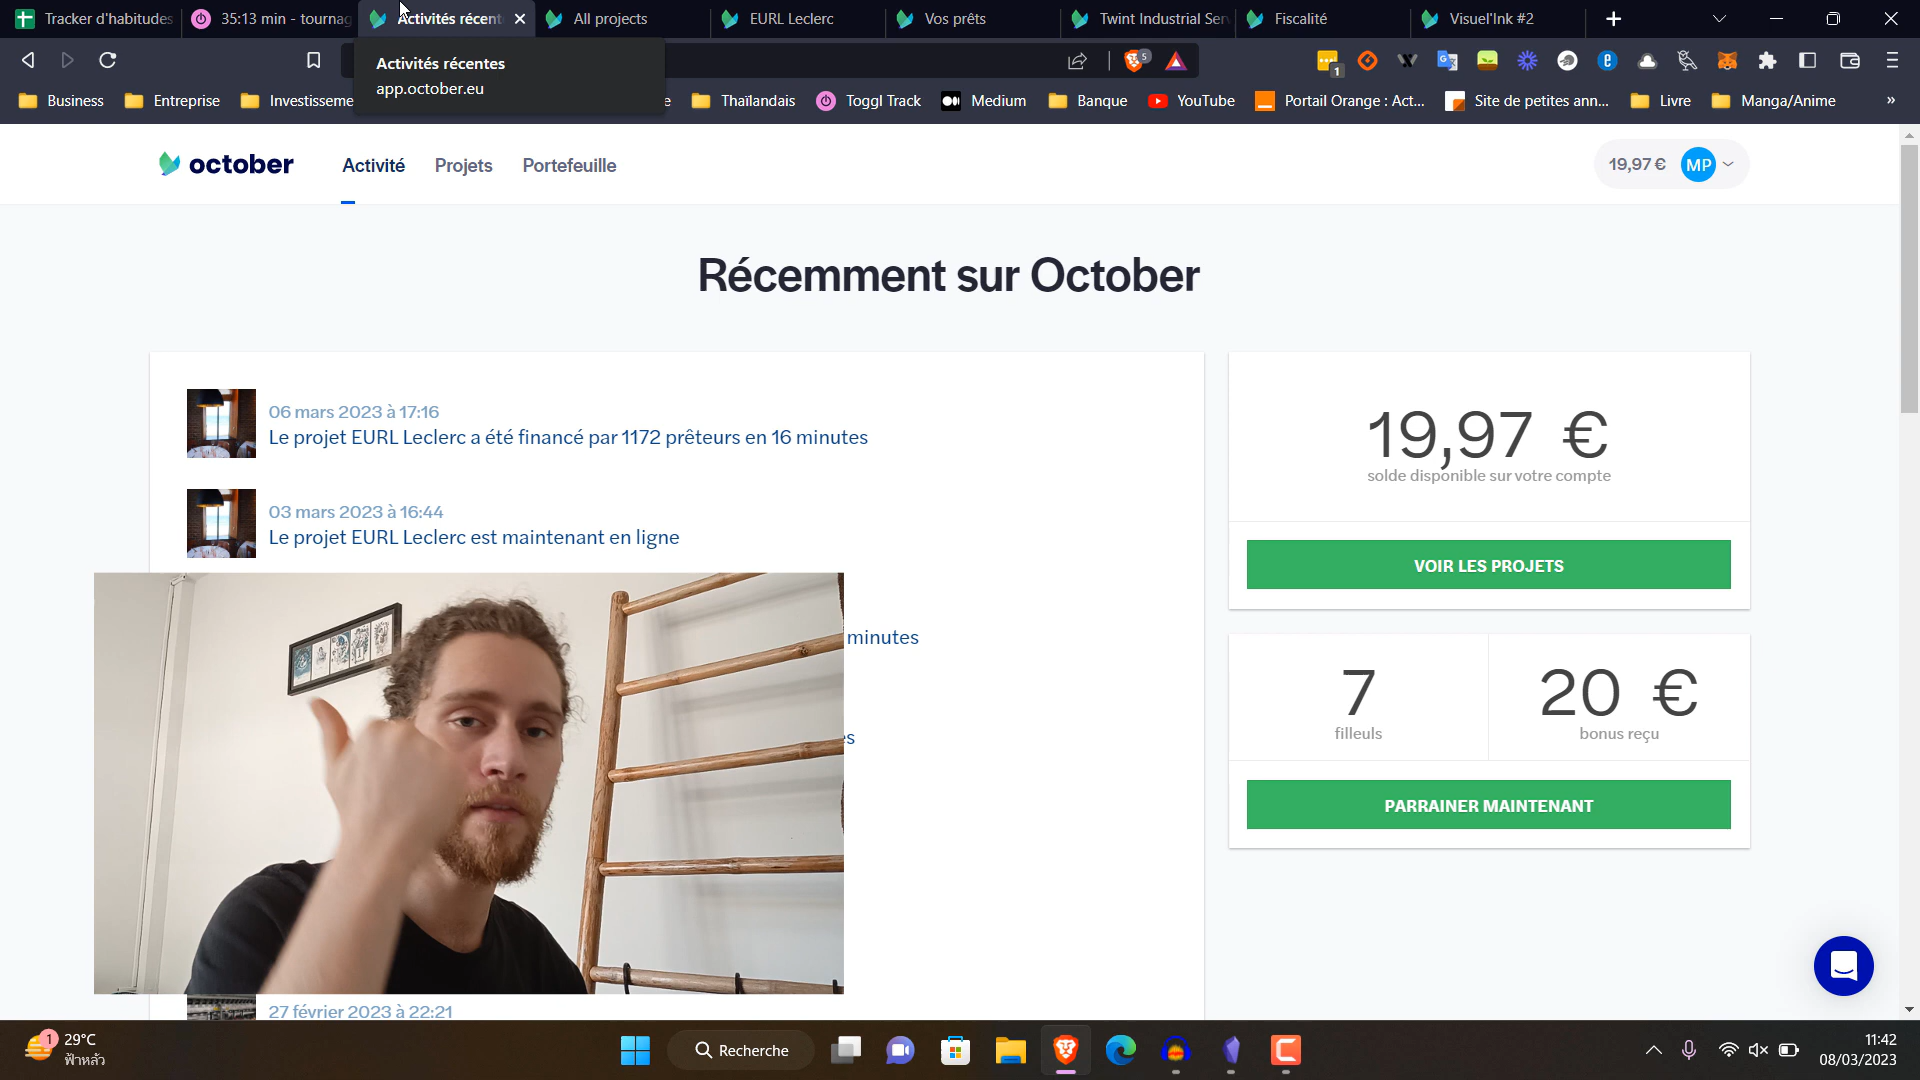 Tracker d'habitudes
35:13 min - tournag
Activités récent
All projects
EURL Leclerc
Vos prêts
Twint Industrial Serv
Fiscalité
Visuel'Ink #2
Activités récentes
app.october.eu
5
1
Business
Entreprise
Investisseme
e
Thaïlandais
Toggl Track
Medium
Banque
YouTube
Portail Orange : Act...
Site de petites ann...
Livre
Manga/Anime
»
october
Activité
Projets
Portefeuille
19,97 €
MP
Récemment sur October
06 mars 2023 à 17:16
Le projet EURL Leclerc a été financé par 1172 prêteurs en 16 minutes
03 mars 2023 à 16:44
Le projet EURL Leclerc est maintenant en ligne
minutes
es
27 février 2023 à 22:21
19,97 €
solde disponible sur votre compte
VOIR LES PROJETS
7
filleuls
20 €
bonus reçu
PARRAINER MAINTENANT
1
29°C
ฟ้าหลัว
Recherche
11:42
08/03/2023